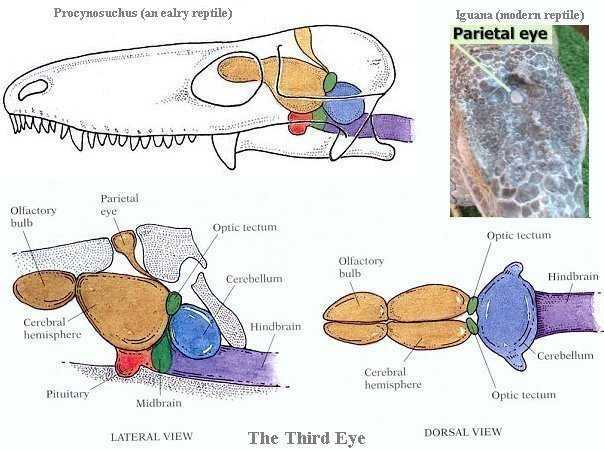 Procynosuchus (an ealry reptile)
Iguana (modern reptile)
Parietal eye
Olfactory
bulb
Parietal
eye
Optic tectum
Cerebellum
Cerebral
hemisphere
Hindbrain
Pituitary
Midbrain
LATERAL VIEW
Olfactory
bulb
Optic tectum
Hindbrain
Cerebellum
Cerebral
hemisphere
Optic tectum
DORSAL VIEW
The Third Eye